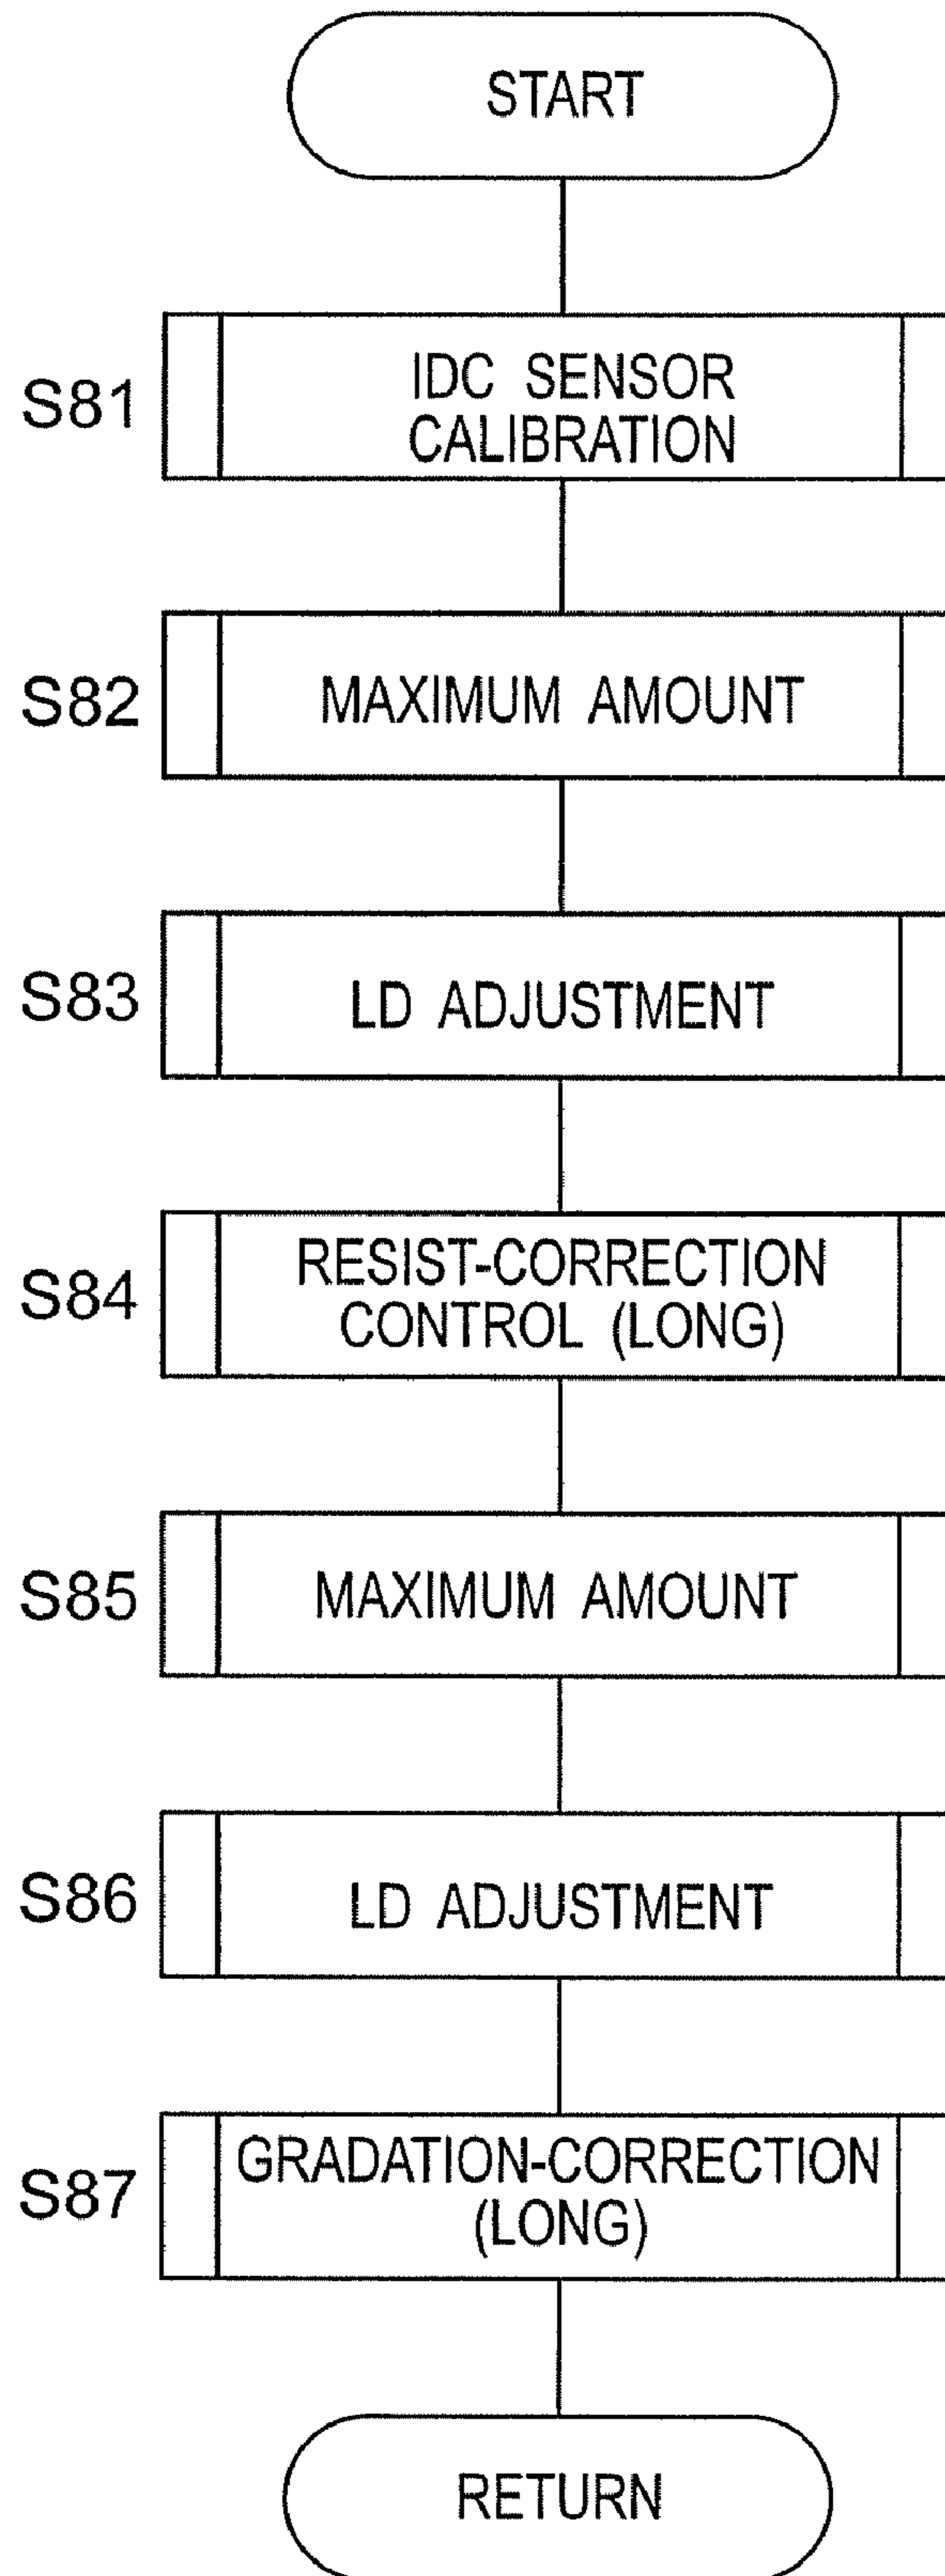 START
S81
IDC SENSOR
CALIBRATION
S82
MAXIMUM AMOUNT
S83
LD ADJUSTMENT
S84
RESIST-CORRECTION
CONTROL (LONG)
S85
MAXIMUM AMOUNT
S86
LD ADJUSTMENT
S87
GRADATION-CORRECTION
(LONG)
RETURN